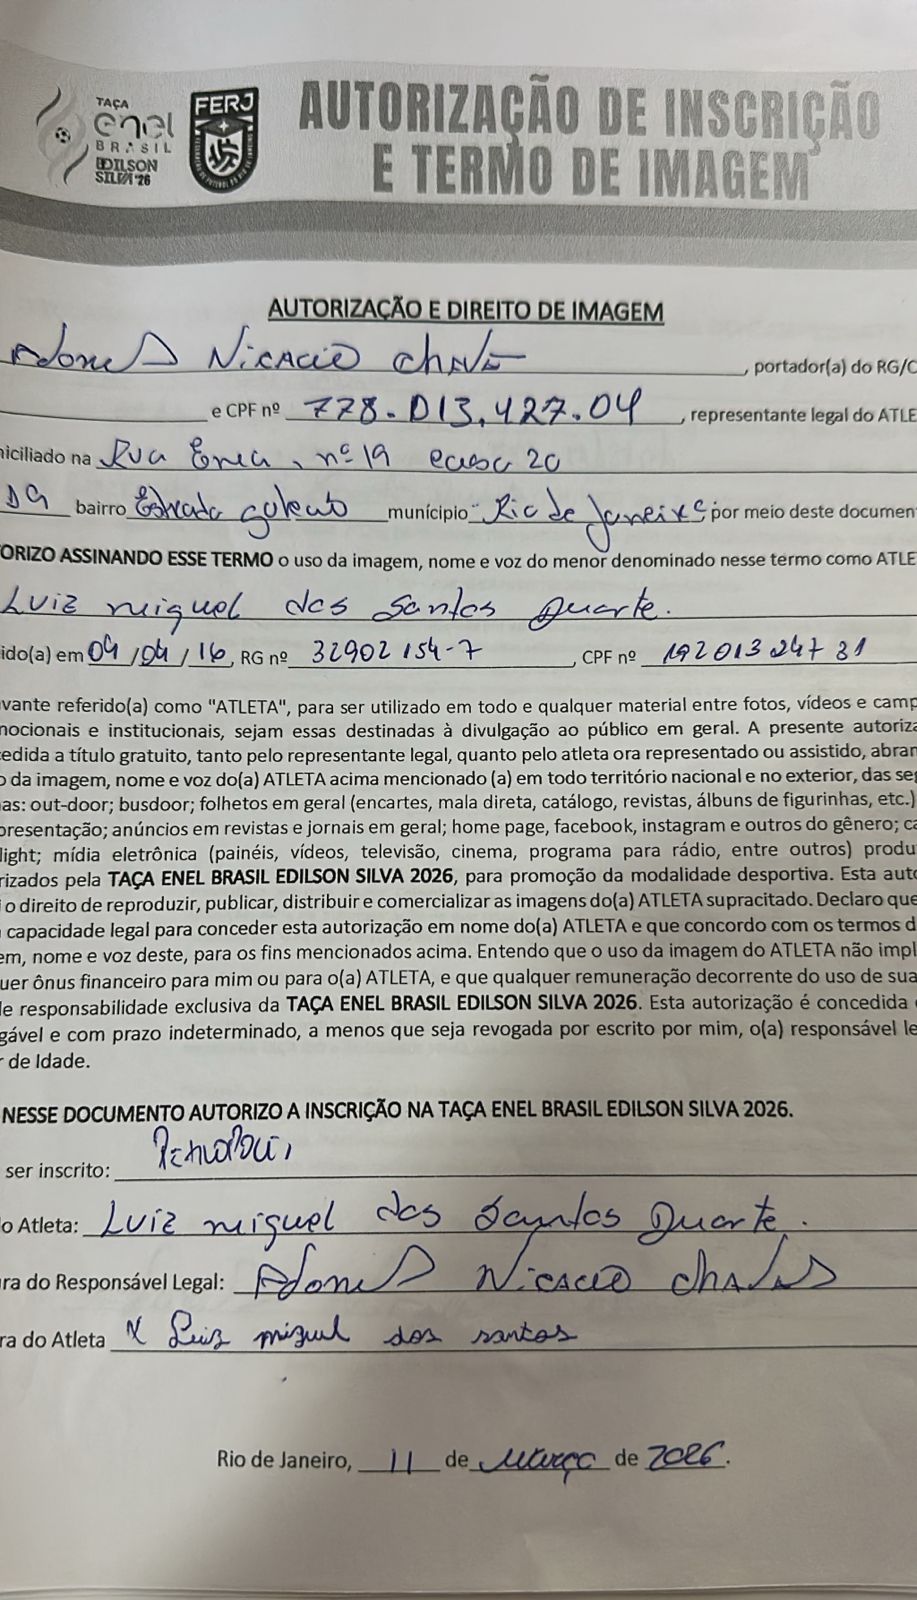 TAÇA
enel
BRASIL
EDILSON
SILVA '26
FERJ
AUTORIZAÇÃO DE INSCRIÇÃO
E TERMO DE IMAGEM
AUTORIZAÇÃO E DIREITO DE IMAGEM
Nicacio , portador(a) do RG/C
e CPF nº 778.013.427.04 , representante legal do ATLE
niciliado na Rua nº 19 casa 20
bairro Estrada município Rio de Janeiro, por meio deste documen
ORIZO ASSINANDO ESSE TERMO o uso da imagem, nome e voz do menor denominado nesse termo como ATLE
Luiz miguel dos Santos Duarte.
ido(a) em 04/04/16, RG nº 32902154-7 , CPF nº 192013247 31
vante referido(a) como "ATLETA", para ser utilizado em todo e qualquer material entre fotos, vídeos e camp
nocionais e institucionais, sejam essas destinadas à divulgação ao público em geral. A presente autoriza
cedida a título gratuito, tanto pelo representante legal, quanto pelo atleta ora representado ou assistido, abran
o da imagem, nome e voz do(a) ATLETA acima mencionado (a) em todo território nacional e no exterior, das seg
nas: out-door; busdoor; folhetos em geral (encartes, mala direta, catálogo, revistas, álbuns de figurinhas, etc.)
presentação; anúncios em revistas e jornais em geral; home page, facebook, instagram e outros do gênero; ca
light; mídia eletrônica (painéis, vídeos, televisão, cinema, programa para rádio, entre outros) produ
rizados pela TAÇA ENEL BRASIL EDILSON SILVA 2026, para promoção da modalidade desportiva. Esta auto
i o direito de reproduzir, publicar, distribuir e comercializar as imagens do(a) ATLETA supracitado. Declaro que
a capacidade legal para conceder esta autorização em nome do(a) ATLETA e que concordo com os termos d
em, nome e voz deste, para os fins mencionados acima. Entendo que o uso da imagem do ATLETA não impl
uer ônus financeiro para mim ou para o(a) ATLETA, e que qualquer remuneração decorrente do uso de sua
de responsabilidade exclusiva da TAÇA ENEL BRASIL EDILSON SILVA 2026. Esta autorização é concedida
gável e com prazo indeterminado, a menos que seja revogada por escrito por mim, o(a) responsável le
r de Idade.
NESSE DOCUMENTO AUTORIZO A INSCRIÇÃO NA TAÇA ENEL BRASIL EDILSON SILVA 2026.
ser inscrito:
o Atleta: Luiz miguel dos Santos Duarte.
ura do Responsável Legal: Nicacio Chaves
ra do Atleta X Luiz miguel dos santos
Rio de Janeiro, 11 de Março de 2026.